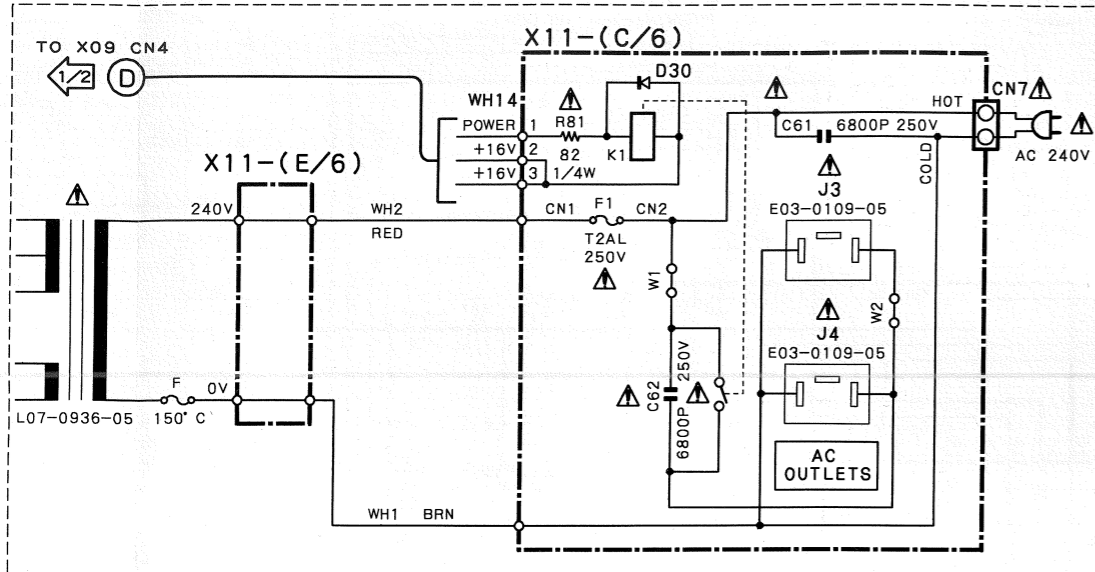 TO X09 CN4
1/2
D
X11-(C/6)
D30
WH14
R81
82
1/4W
K1
POWER 1
+16V 2
+16V 3
HOT
CN7
C61 6800P 250V
COLD
AC 240V
X11-(E/6)
240V
WH2
RED
CN1
F1
CN2
T2AL
250V
W1
J3
E03-0109-05
W2
J4
E03-0109-05
C62
6800P 250V
AC
OUTLETS
F
0V
L07-0936-05
150° C
WH1 BRN